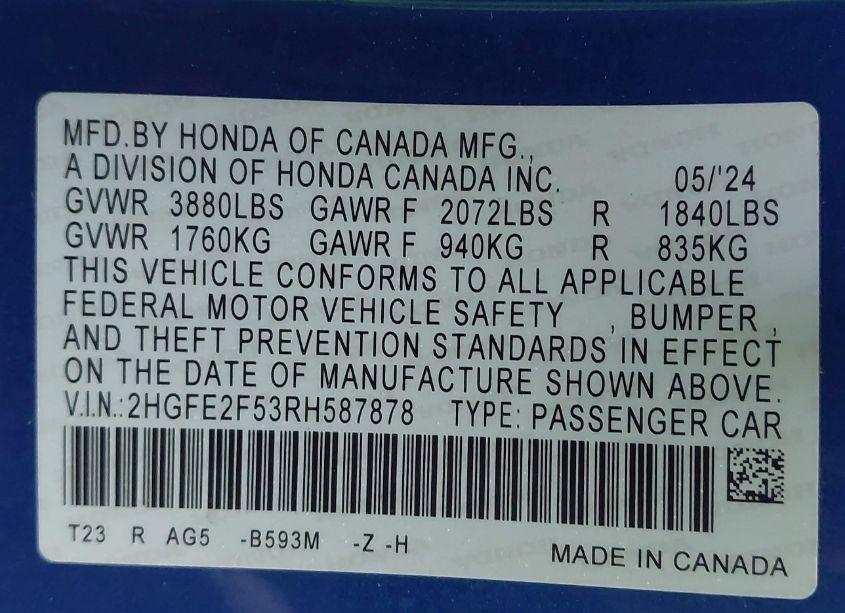 MFD.BY HONDA OF CANADA MFG.,
A DIVISION OF HONDA CANADA INC. 05/'24
GVWR 3880LBS GAWR F 2072LBS R 1840LBS
GVWR 1760KG GAWR F 940KG R 835KG
THIS VEHICLE CONFORMS TO ALL APPLICABLE
FEDERAL MOTOR VEHICLE SAFETY , BUMPER ,
AND THEFT PREVENTION STANDARDS IN EFFECT
ON THE DATE OF MANUFACTURE SHOWN ABOVE.
V.I.N.:2HGFE2F53RH587878 TYPE: PASSENGER CAR
T23 R AG5 -B593M -Z -H
MADE IN CANADA